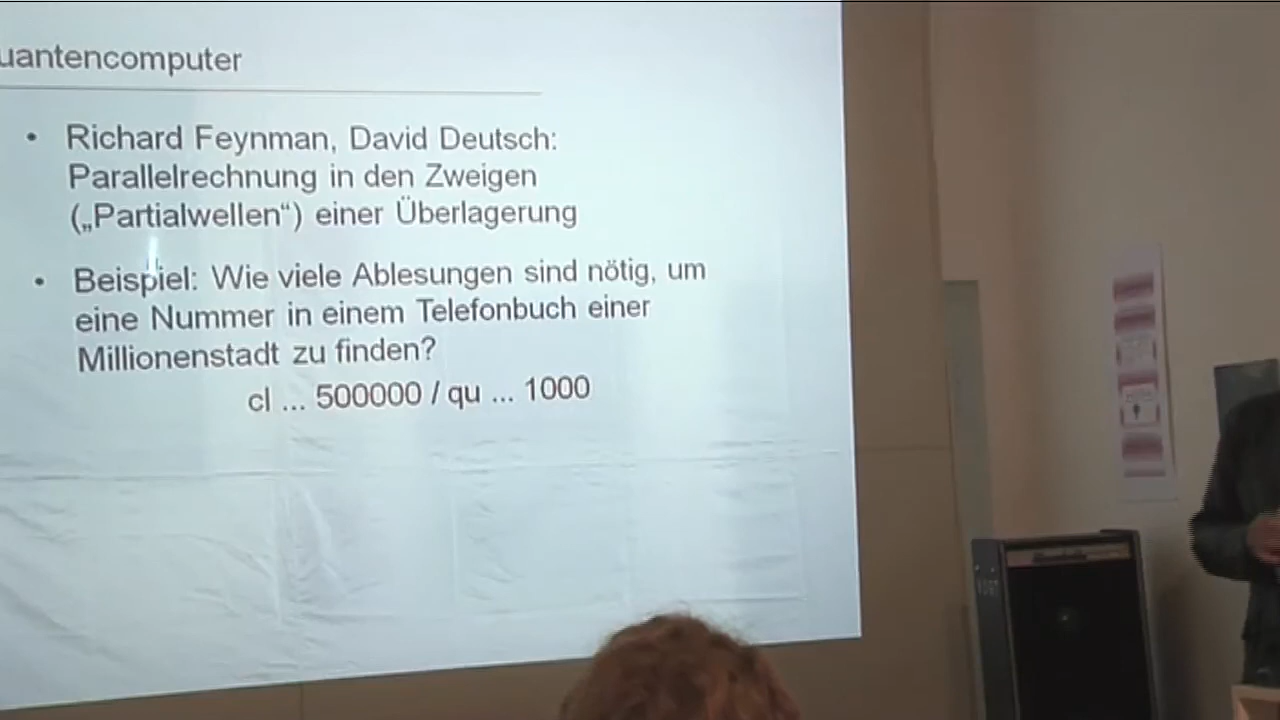 uantencomputer
• Richard Feynman, David Deutsch:
Parallelrechnung in den Zweigen
(„Partialwellen“) einer Überlagerung
• Beispiel: Wie viele Ablesungen sind nötig, um
eine Nummer in einem Telefonbuch einer
Millionenstadt zu finden?
cl ... 500000 / qu ... 1000